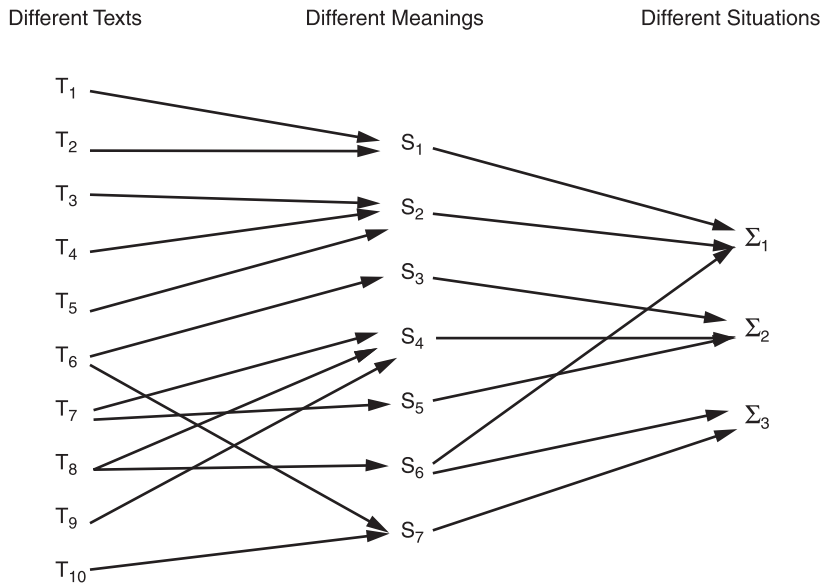 Different Texts Different Meanings Different Situations
T1
T2
S1
T3
S2
T4
Σ1
S3
T5
Σ2
S4
T6
S5
T7
Σ3
T8
S6
T9
S7
T10